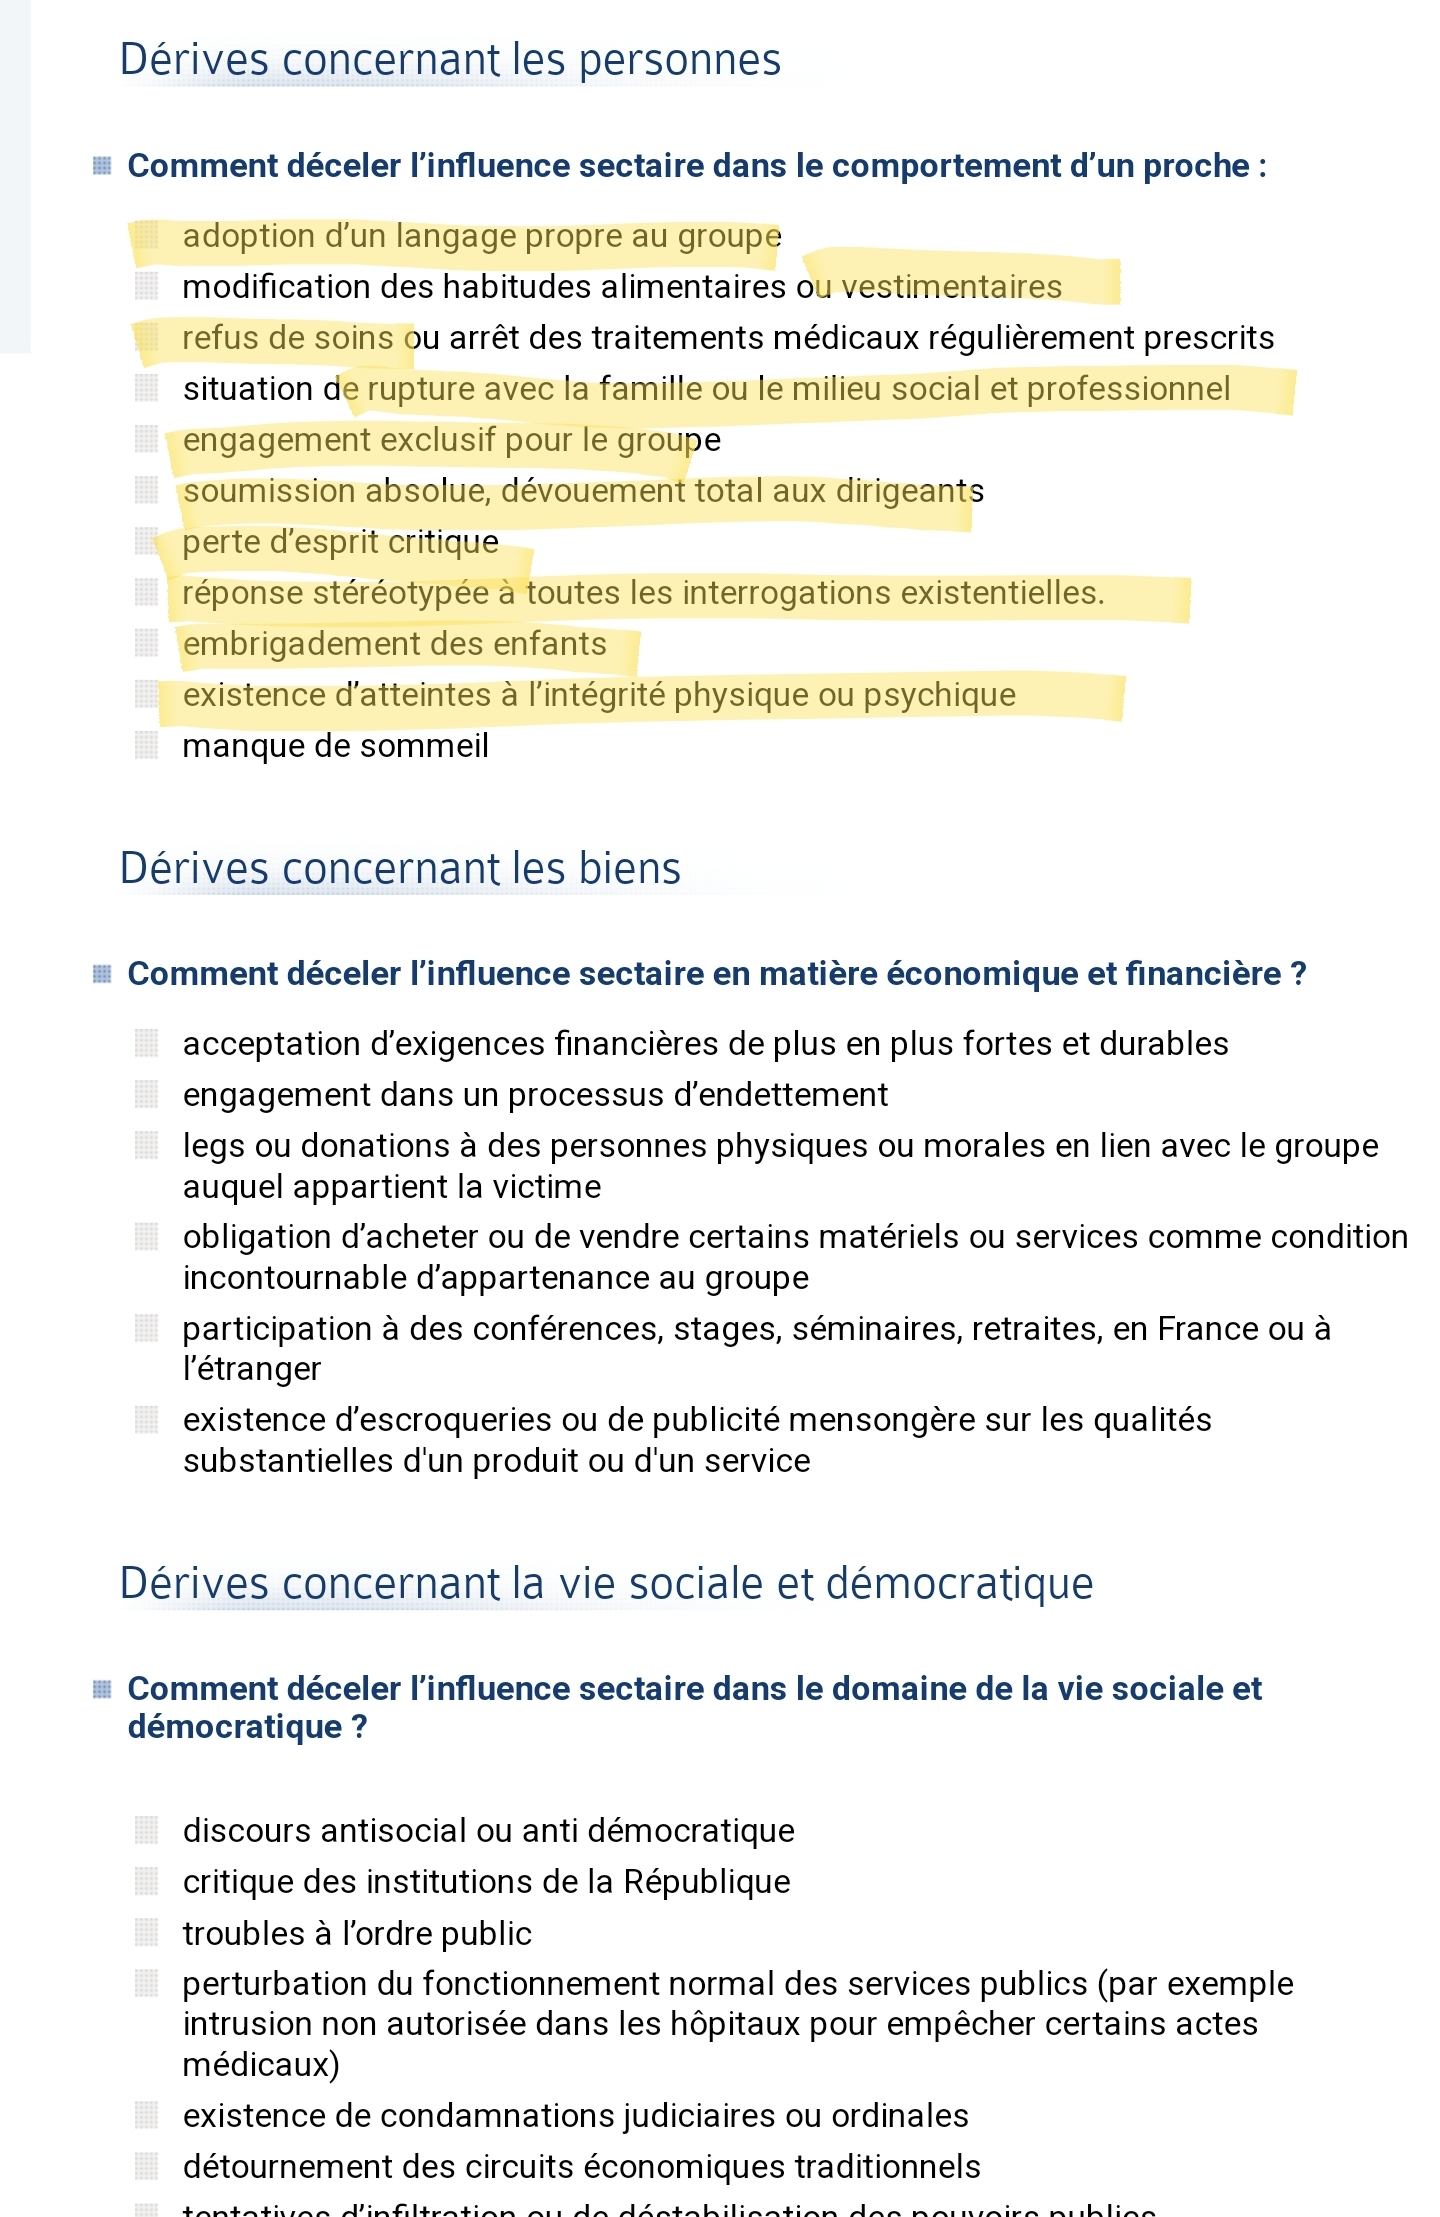 Dérives concernant les personnes
Comment déceler l’influence sectaire dans le comportement d’un proche :
adoption d’un langage propre au groupe
modification des habitudes alimentaires ou vestimentaires
refus de soins ou arrêt des traitements médicaux régulièrement prescrits
situation de rupture avec la famille ou le milieu social et professionnel
engagement exclusif pour le groupe
soumission absolue, dévouement total aux dirigeants
perte d’esprit critique
réponse stéréotypée à toutes les interrogations existentielles.
embrigadement des enfants
existence d’atteintes à l’intégrité physique ou psychique
manque de sommeil
Dérives concernant les biens
Comment déceler l’influence sectaire en matière économique et financière ?
acceptation d’exigences financières de plus en plus fortes et durables
engagement dans un processus d’endettement
legs ou donations à des personnes physiques ou morales en lien avec le groupe
auquel appartient la victime
obligation d’acheter ou de vendre certains matériels ou services comme condition
incontournable d’appartenance au groupe
participation à des conférences, stages, séminaires, retraites, en France ou à
l’étranger
existence d’escroqueries ou de publicité mensongère sur les qualités
substantielles d'un produit ou d'un service
Dérives concernant la vie sociale et démocratique
Comment déceler l’influence sectaire dans le domaine de la vie sociale et
démocratique ?
discours antisocial ou anti démocratique
critique des institutions de la République
troubles à l’ordre public
perturbation du fonctionnement normal des services publics (par exemple
intrusion non autorisée dans les hôpitaux pour empêcher certains actes
médicaux)
existence de condamnations judiciaires ou ordinales
détournement des circuits économiques traditionnels
tentatives d’infiltration ou de déstabilisation des pouvoirs publics